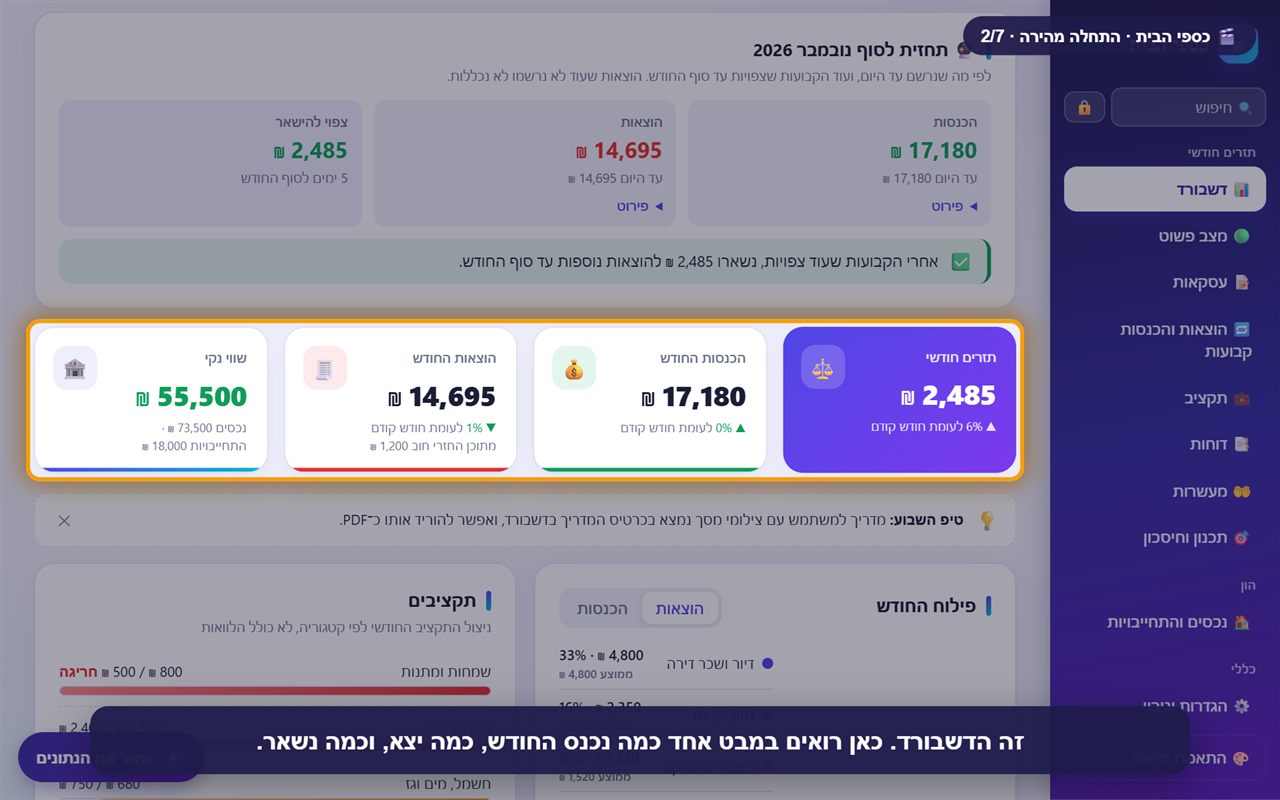 כספי הבית · התחלה מהירה · 2/7
חיפוש
תזרים חודשי
דשבורד
מצב פשוט
עסקאות
הוצאות והכנסות
קבועות
תקציב
דוחות
מעשרות
תכנון וחיסכון
הון
נכסים והתחייבויות
כללי
תחזית לסוף נובמבר 2026
לפי מה שנרשם עד היום, ועוד הקבועות שצפויות עד סוף החודש. הוצאות שעוד לא נרשמו לא נכללות.
הכנסות
17,180 ₪
עד היום 17,180 ₪
◄ פירוט
הוצאות
14,695 ₪
עד היום 14,695 ₪
◄ פירוט
צפוי להישאר
2,485 ₪
5 ימים לסוף החודש
אחרי הקבועות שעוד צפויות, נשארו 2,485 ₪ להוצאות נוספות עד סוף החודש.
תזרים חודשי
2,485 ₪
▲ 6% לעומת חודש קודם
הכנסות החודש
17,180 ₪
▲ 0% לעומת חודש קודם
הוצאות החודש
14,695 ₪
▼ 1% לעומת חודש קודם
מתוכן החזרי חוב 1,200 ₪
שווי נקי
55,500 ₪
נכסים 73,500 ₪ ·
התחייבויות 18,000 ₪
טיפ השבוע: מדריך למשתמש עם צילומי מסך נמצא בכרטיס המדריך בדשבורד, ואפשר להוריד אותו כ־PDF.
פילוח החודש
הוצאות
הכנסות
דיור ושכר דירה
4,800 ₪ · 33%
ממוצע 4,800 ₪
תקציבים
ניצול התקציב החודשי לפי קטגוריה, לא כולל הלוואות
שמחות ומתנות
800 ₪ / 500 ₪ חריגה
זה הדשבורד. כאן רואים במבט אחד כמה נכנס החודש, כמה יצא, וכמה נשאר.
שאל את הנתונים
ממוצע 1,520 ₪
חשמל, מים וגז
680 ₪ / 750 ₪